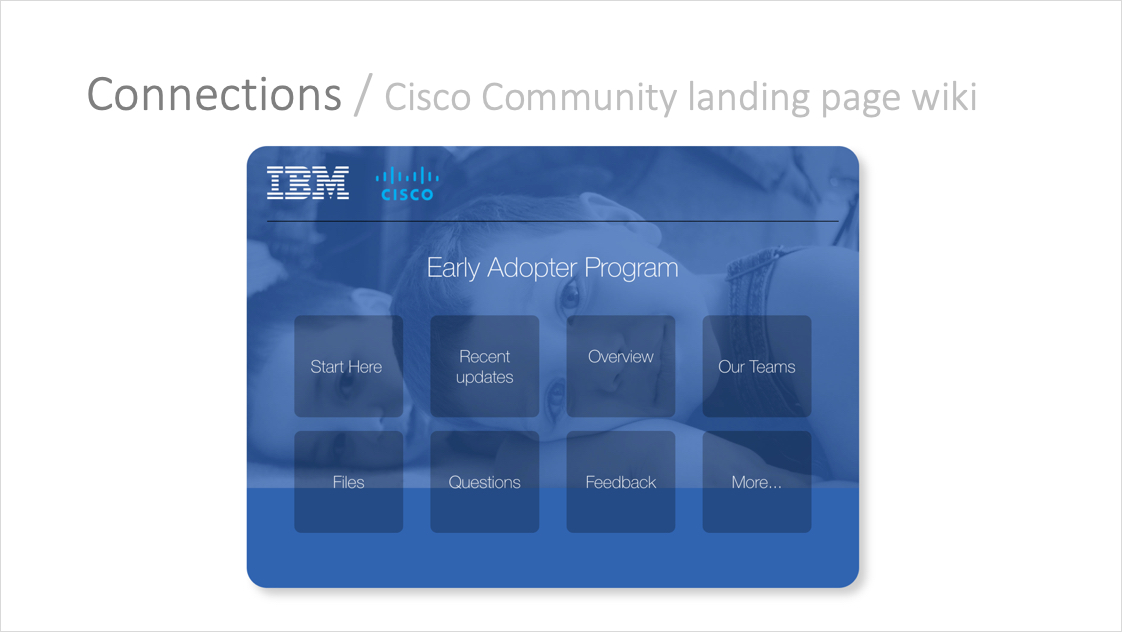 Connections / Cisco Community landing page wiki
IBM CISCO
Early Adopter Program
Start Here
Recent
updates
Overview
Our Teams
Files
Questions
Feedback
More...